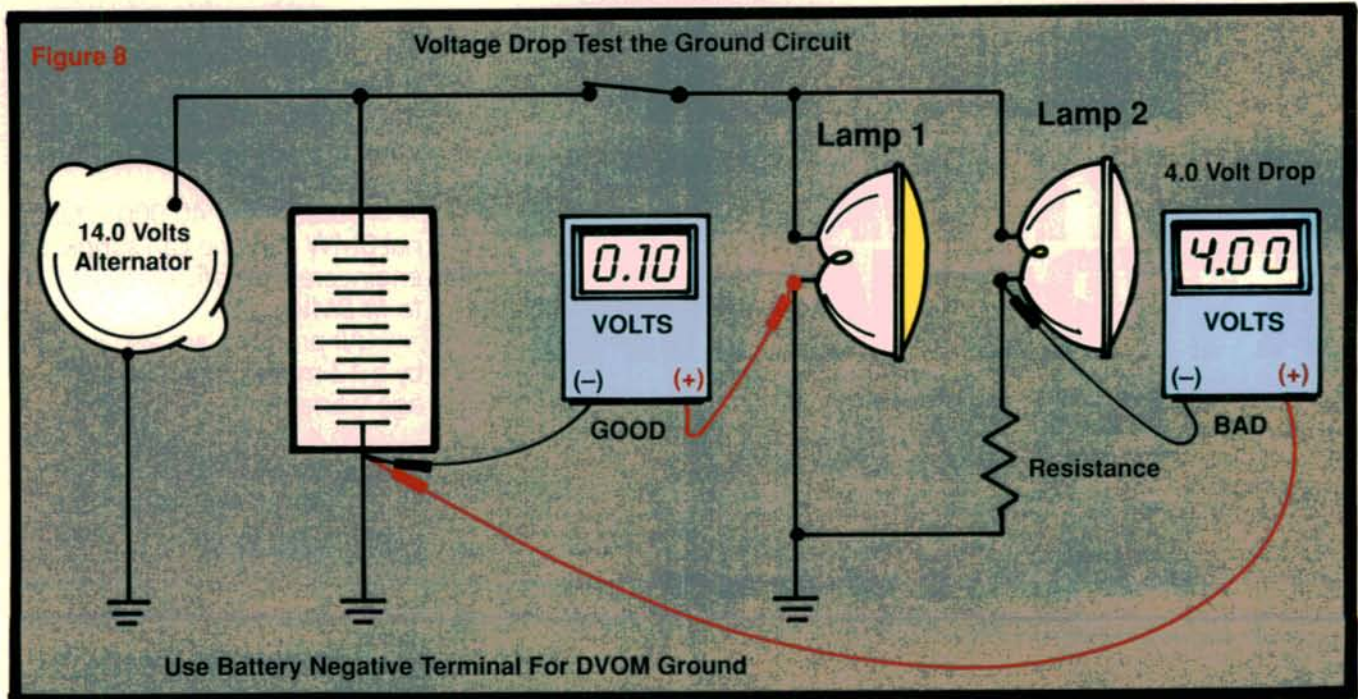 Figure 8
Voltage Drop Test the Ground Circuit
Lamp 1
Lamp 2
4.0 Volt Drop
14.0 Volts
Alternator
0.10
VOLTS
(–)
(+)
GOOD
4.00
VOLTS
(–)
(+)
BAD
Resistance
Use Battery Negative Terminal For DVOM Ground